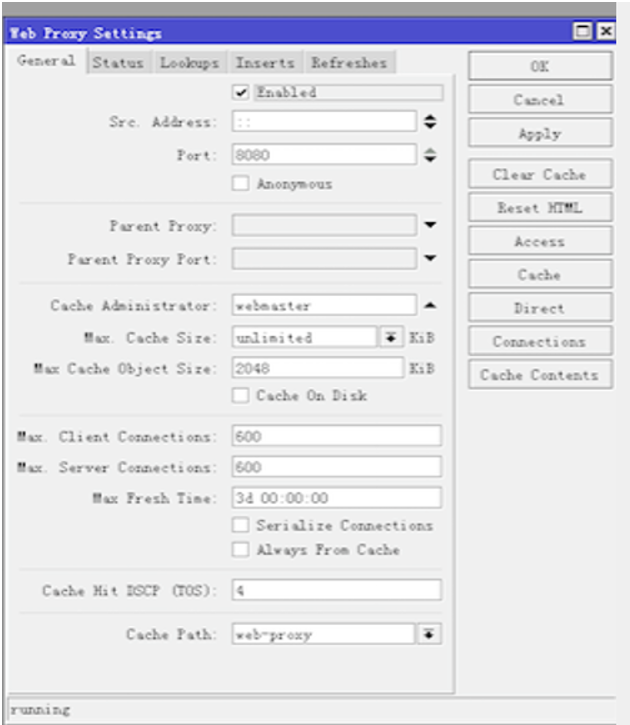 Web Proxy Settings
General Status Lookups Inserts Refreshes
Enabled
Src. Address: ::
Port: 8080
Anonymous
Parent Proxy:
Parent Proxy Port:
Cache Administrator: webmaster
Max. Cache Size: unlimited KiB
Max Cache Object Size: 2048 KiB
Cache On Disk
Max. Client Connections: 600
Max. Server Connections: 600
Max Fresh Time: 3d 00:00:00
Serialize Connections
Always From Cache
Cache Hit DSCP (TOS): 4
Cache Path: web-proxy
OK
Cancel
Apply
Clear Cache
Reset HTML
Access
Cache
Direct
Connections
Cache Contents
running